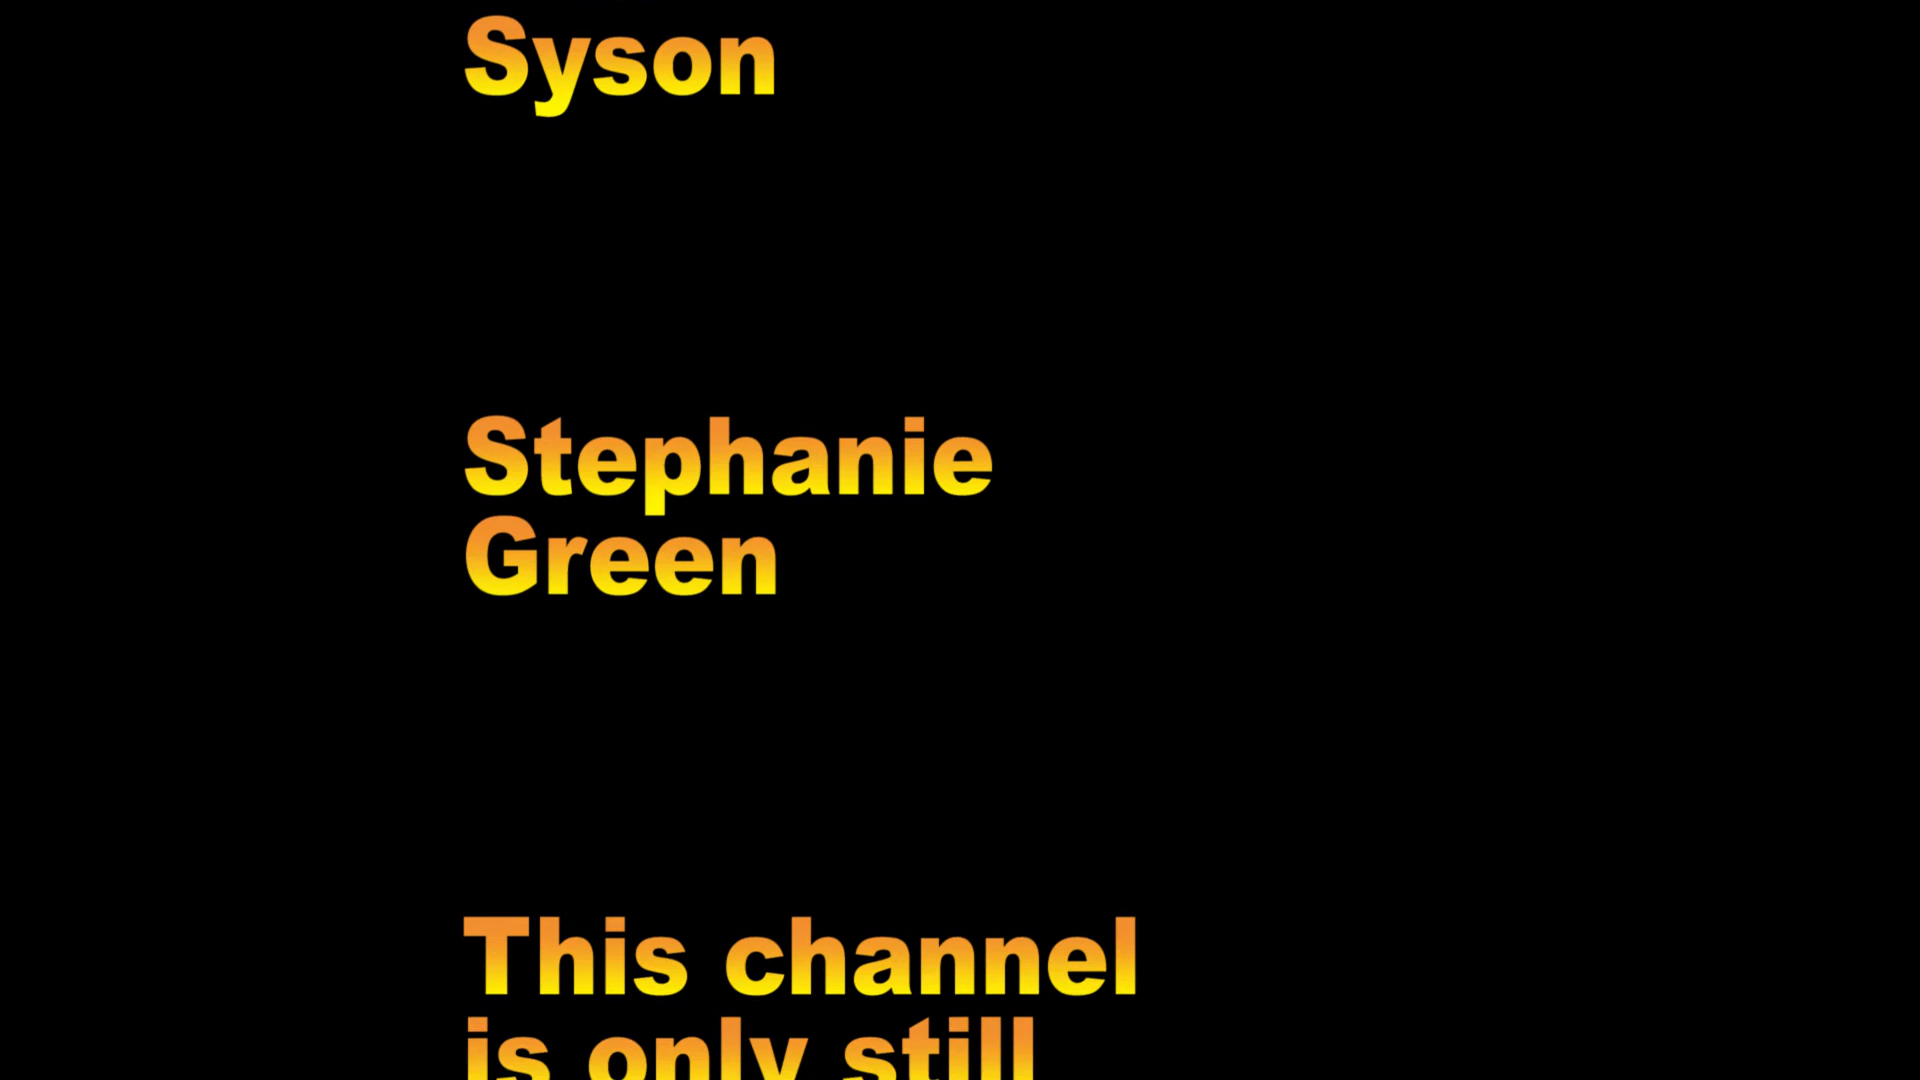 Syson
Stephanie
Green
This channel
is only still